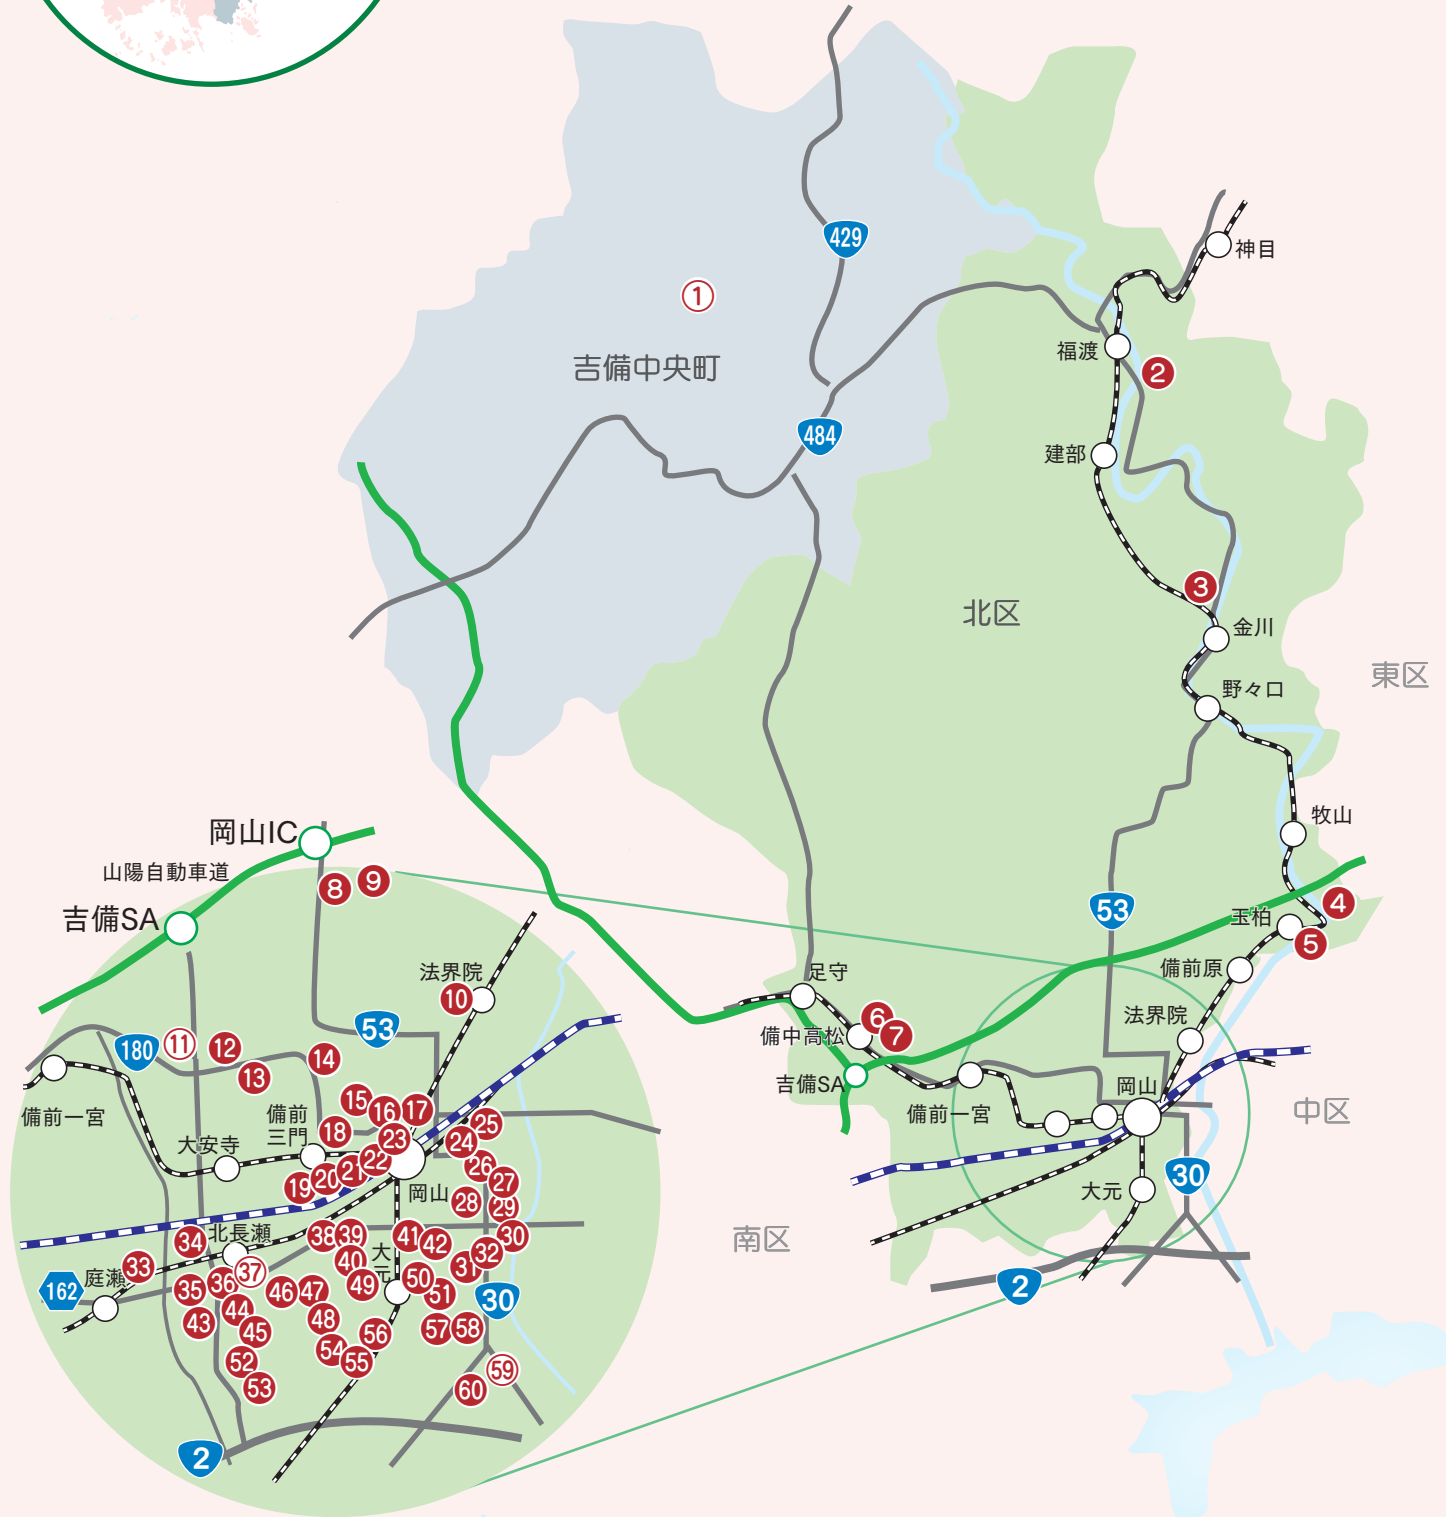 429
神目
①
福渡
吉備中央町
2
484
建部
3
北区
金川
東区
野々口
牧山
岡山IC
山陽自動車道
8
9
4
53
玉柏
吉備SA
5
備前原
法界院
足守
10
6
法界院
53
備中高松
7
180
⑪
12
14
吉備SA
13
岡山
備前一宮
備前
三門
15
16
17
備前一宮
中区
18
25
大安寺
23
24
22
26
21
20
19
27
30
岡山
28
29
大元
北長瀬
34
38
39
41
42
30
南区
大
元
32
33
庭瀬
㊲
40
31
162
35
36
46
47
49
50
51
30
2
43
44
48
45
56
57
58
54
52
55
�59
53
60
2